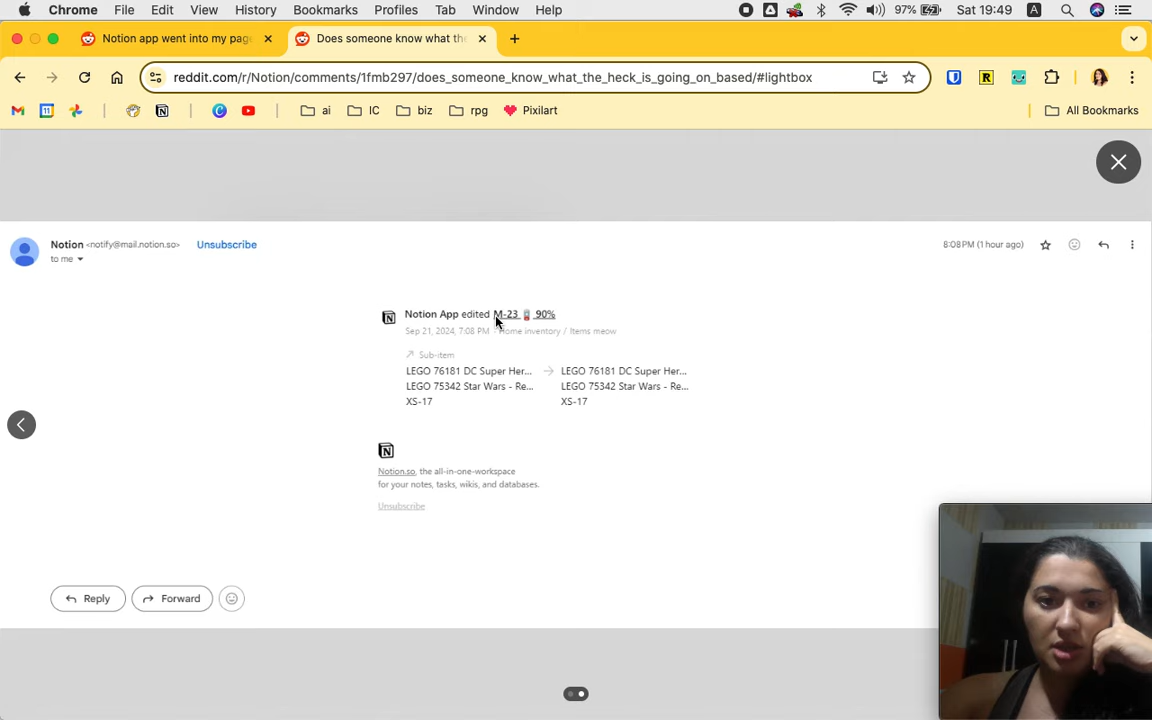 Chrome File Edit View History Bookmarks Profiles Tab Window Help 97% Sat 19:49 A
Notion app went into my pag
Does someone know what the
reddit.com/r/Notion/comments/1fmb297/does_someone_know_what_the_heck_is_going_on_based/#lightbox
ai IC biz rpg Pixilart All Bookmarks
Notion <notify@mail.notion.so> Unsubscribe 8:08 PM (1 hour ago)
to me
Notion App edited M-23 90%
Sep 21, 2024, 7:08 PM · Home inventory / Items meow
Sub-item
LEGO 76181 DC Super Her... → LEGO 76181 DC Super Her...
LEGO 75342 Star Wars - Re... LEGO 75342 Star Wars - Re...
XS-17 XS-17
Notion.so, the all-in-one-workspace
for your notes, tasks, wikis, and databases.
Unsubscribe
Reply Forward